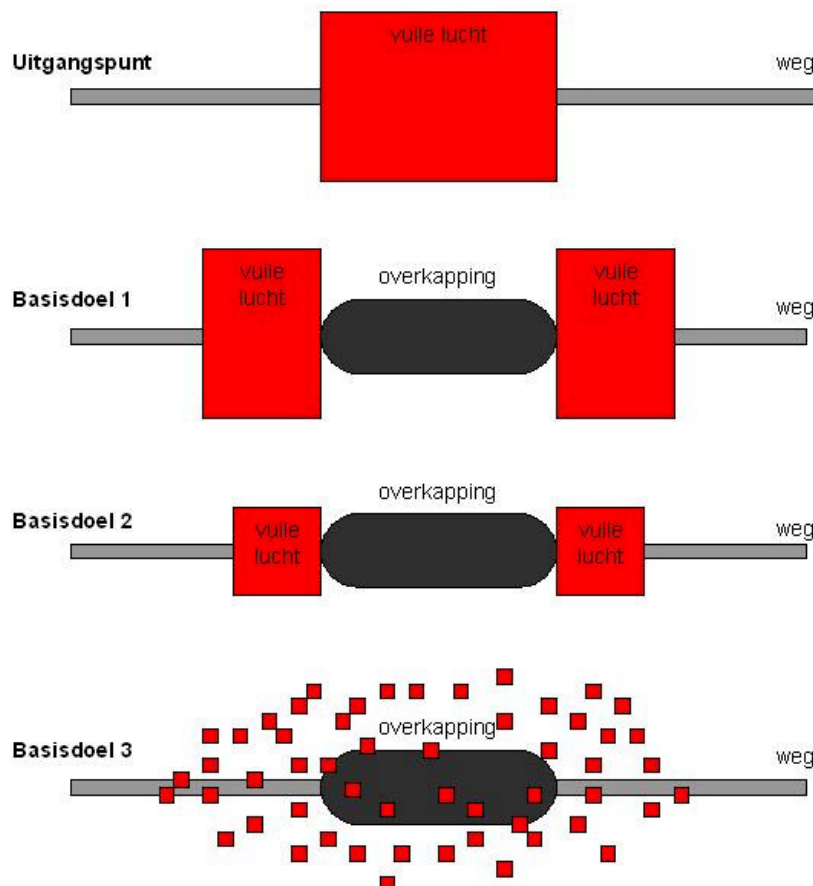 vuile lucht
Uitgangspunt
weg
vuile
lucht
overkapping
vuile
lucht
Basisdoel 1
weg
overkapping
Basisdoel 2
vuile
lucht
vuile
lucht
weg
overkapping
Basisdoel 3
weg